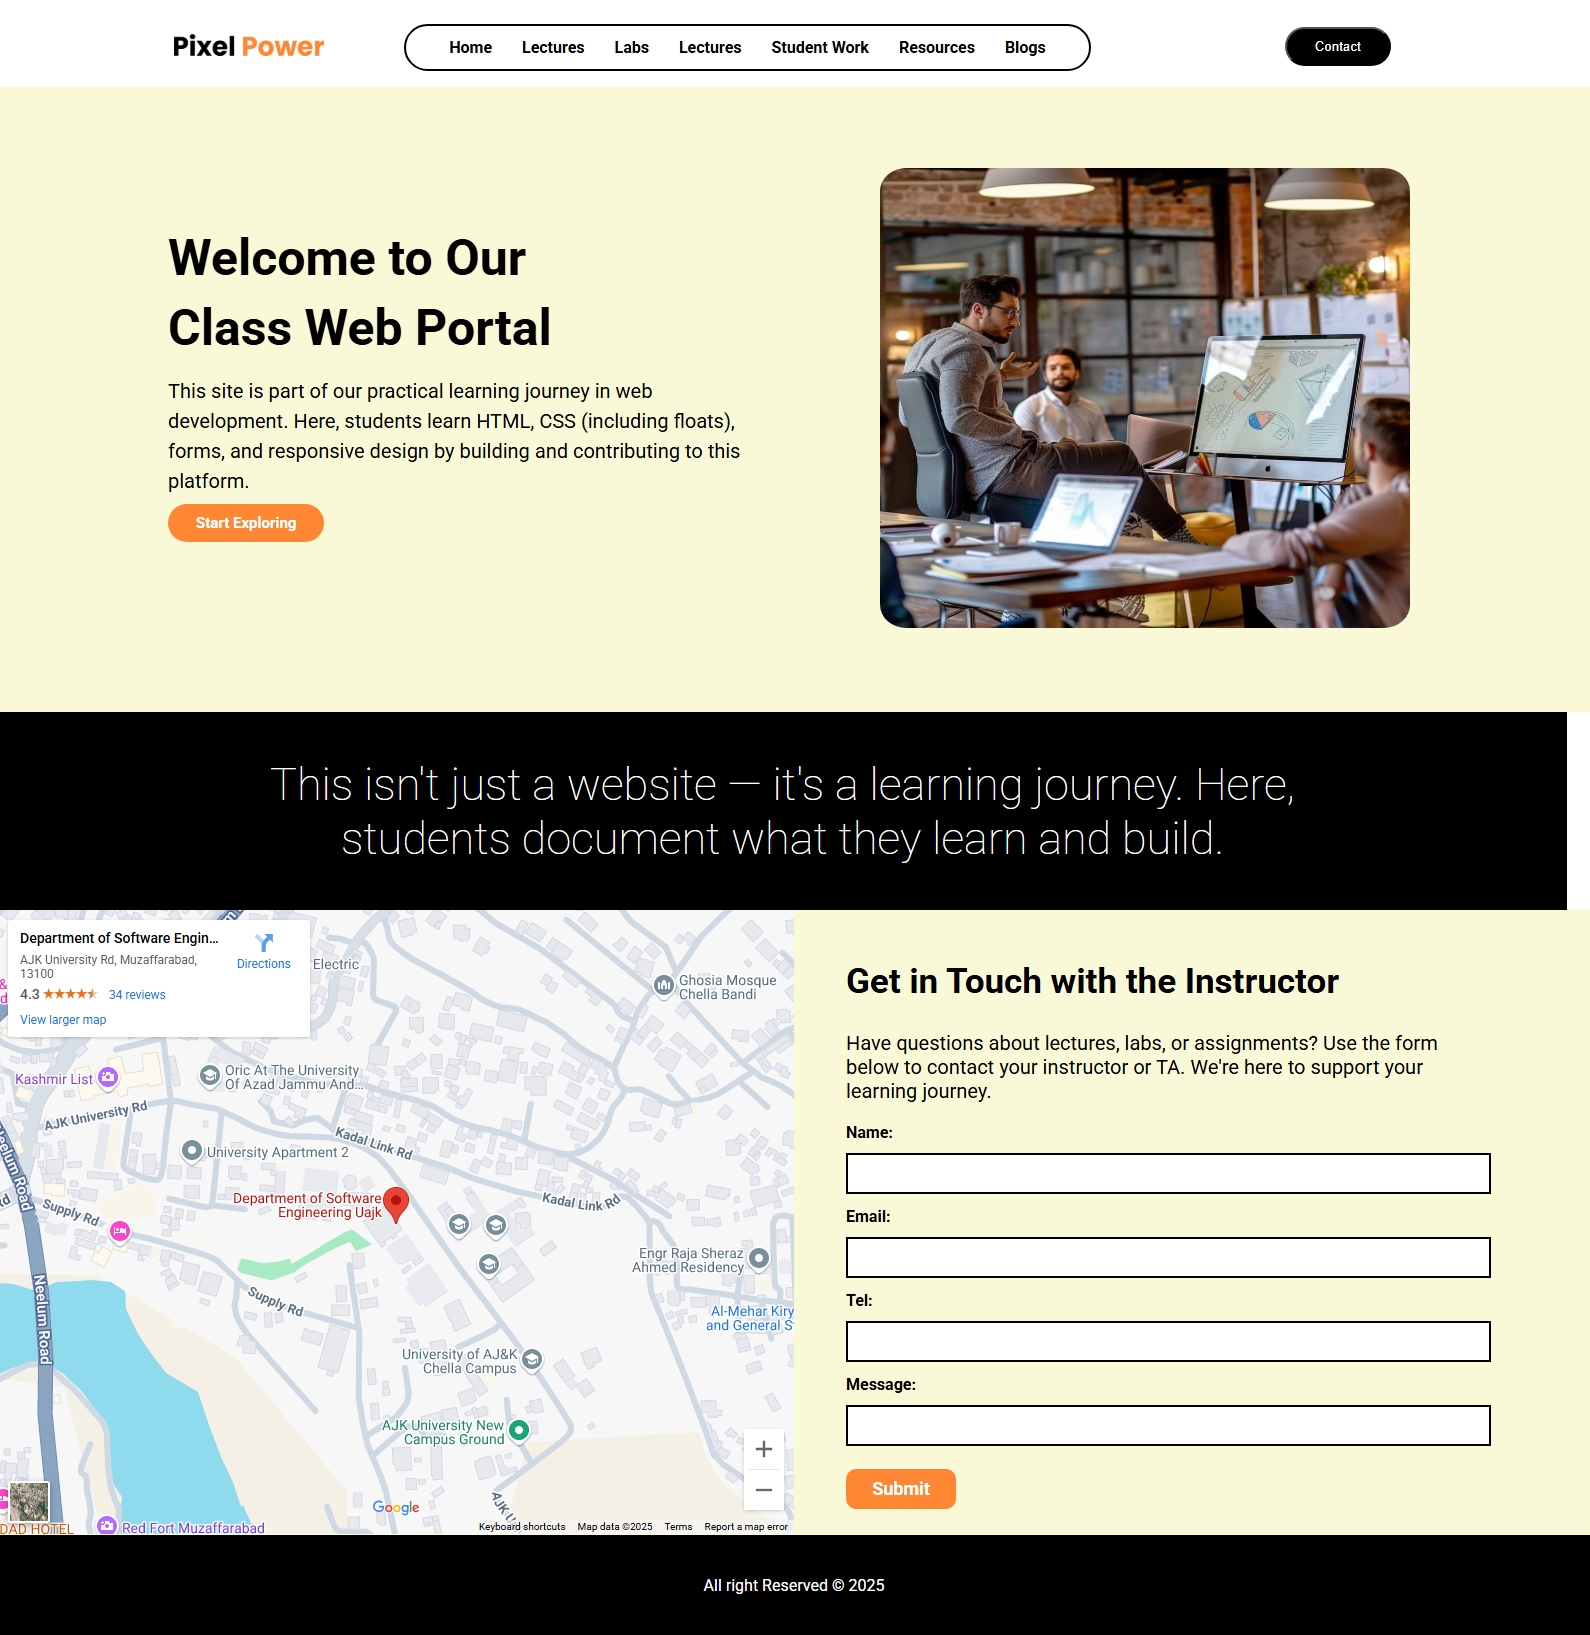 Pixel Power
Home Lectures Labs Lectures Student Work Resources Blogs
Contact
Welcome to Our
Class Web Portal
This site is part of our practical learning journey in web
development. Here, students learn HTML, CSS (including floats),
forms, and responsive design by building and contributing to this
platform.
Start Exploring
This isn't just a website — it's a learning journey. Here,
students document what they learn and build.
Department of Software Engin...
AJK University Rd, Muzaffarabad,
13100
Directions
4.3
34 reviews
View larger map
Electric
Ghosia Mosque
Chella Bandi
Kashmir List
Oric At The University
Of Azad Jammu And...
AJK University Rd
Kadal Link Rd
University Apartment 2
Neelum Road
Department of Software
Engineering Uajk
Kadal Link Rd
Supply Rd
Engr Raja Sheraz
Ahmed Residency
Supply Rd
Neelum Road
Al-Mehar Kiry
and General S
University of AJ&K
Chella Campus
AJK University New
Campus Ground
Google
AJK U
DAD HOTEL
Red Fort Muzaffarabad
Keyboard shortcuts Map data ©2025 Terms Report a map error
Get in Touch with the Instructor
Have questions about lectures, labs, or assignments? Use the form
below to contact your instructor or TA. We're here to support your
learning journey.
Name:
Email:
Tel:
Message:
Submit
All right Reserved © 2025